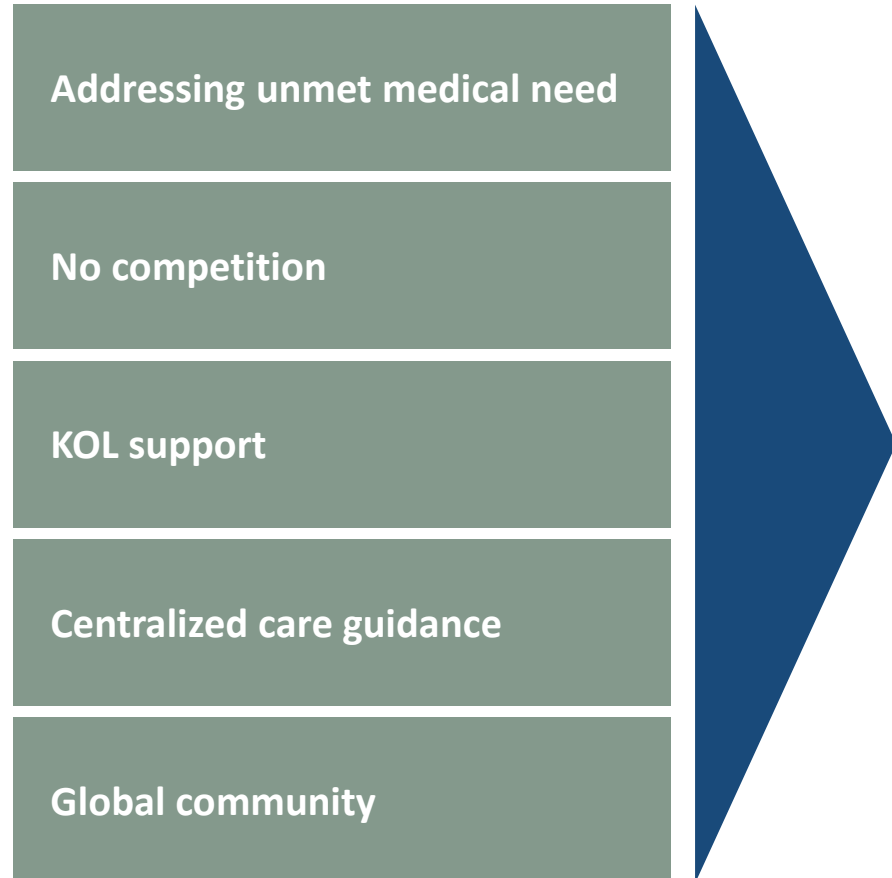 Addressing unmet medical need
No competition
KOL support
Centralized care guidance
Global community